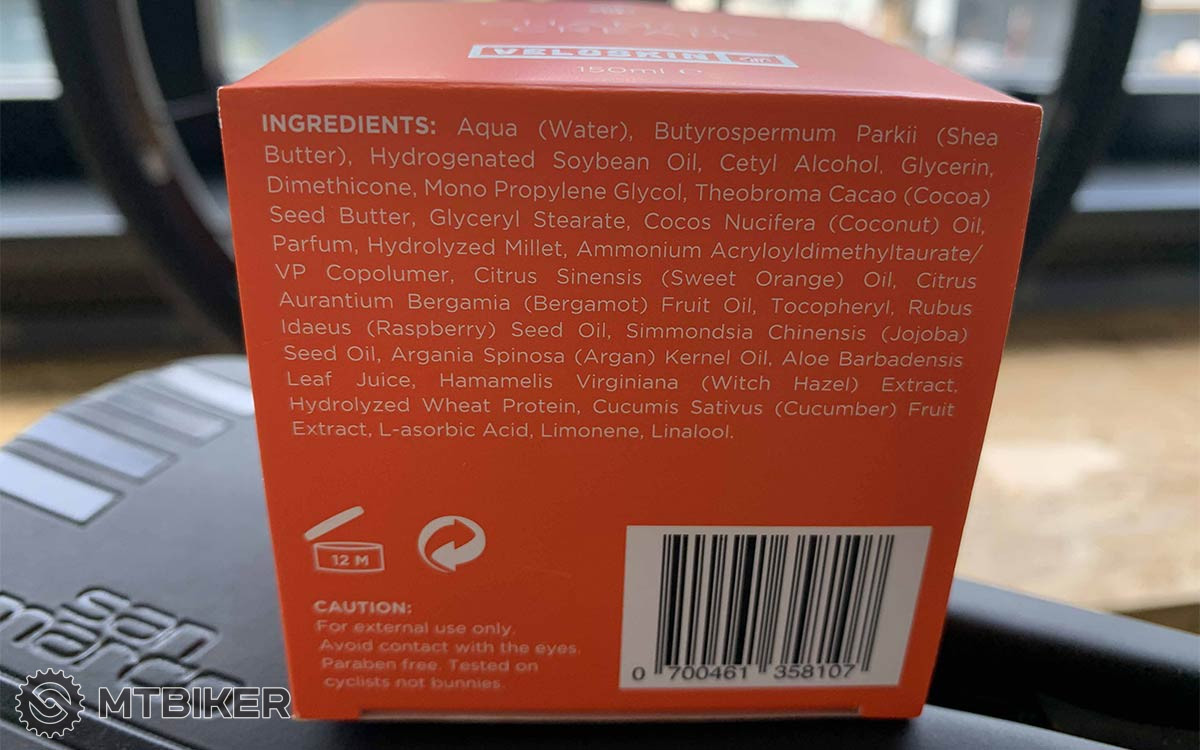 CHAMOIS
CREAM
VELOSKIN
150ml e
INGREDIENTS: Aqua (Water), Butyrospermum Parkii (Shea
Butter), Hydrogenated Soybean Oil, Cetyl Alcohol, Glycerin,
Dimethicone, Mono Propylene Glycol, Theobroma Cacao (Cocoa)
Seed Butter, Glyceryl Stearate, Cocos Nucifera (Coconut) Oil,
Parfum, Hydrolyzed Millet, Ammonium Acryloyldimethyltaurate/
VP Copolumer, Citrus Sinensis (Sweet Orange) Oil, Citrus
Aurantium Bergamia (Bergamot) Fruit Oil, Tocopheryl, Rubus
Idaeus (Raspberry) Seed Oil, Simmondsia Chinensis (Jojoba)
Seed Oil, Argania Spinosa (Argan) Kernel Oil, Aloe Barbadensis
Leaf Juice, Hamamelis Virginiana (Witch Hazel) Extract,
Hydrolyzed Wheat Protein, Cucumis Sativus (Cucumber) Fruit
Extract, L-asorbic Acid, Limonene, Linalool.
12 M
CAUTION:
For external use only.
Avoid contact with the eyes.
Paraben free. Tested on
cyclists not bunnies.
0 700461 358107
san
marco
MTBIKER